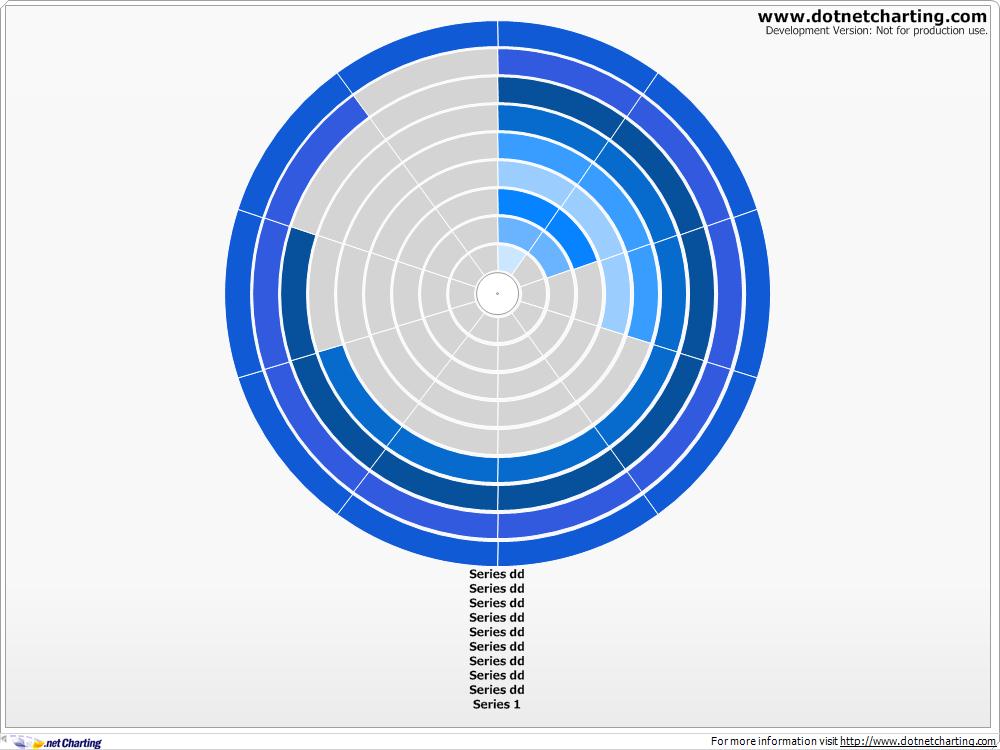 www.dotnetcharting.com
Development Version: Not for production use.
Series dd
Series dd
Series dd
Series dd
Series dd
Series dd
Series dd
Series dd
Series dd
Series 1
.net Charting
For more information visit http://www.dotnetcharting.com